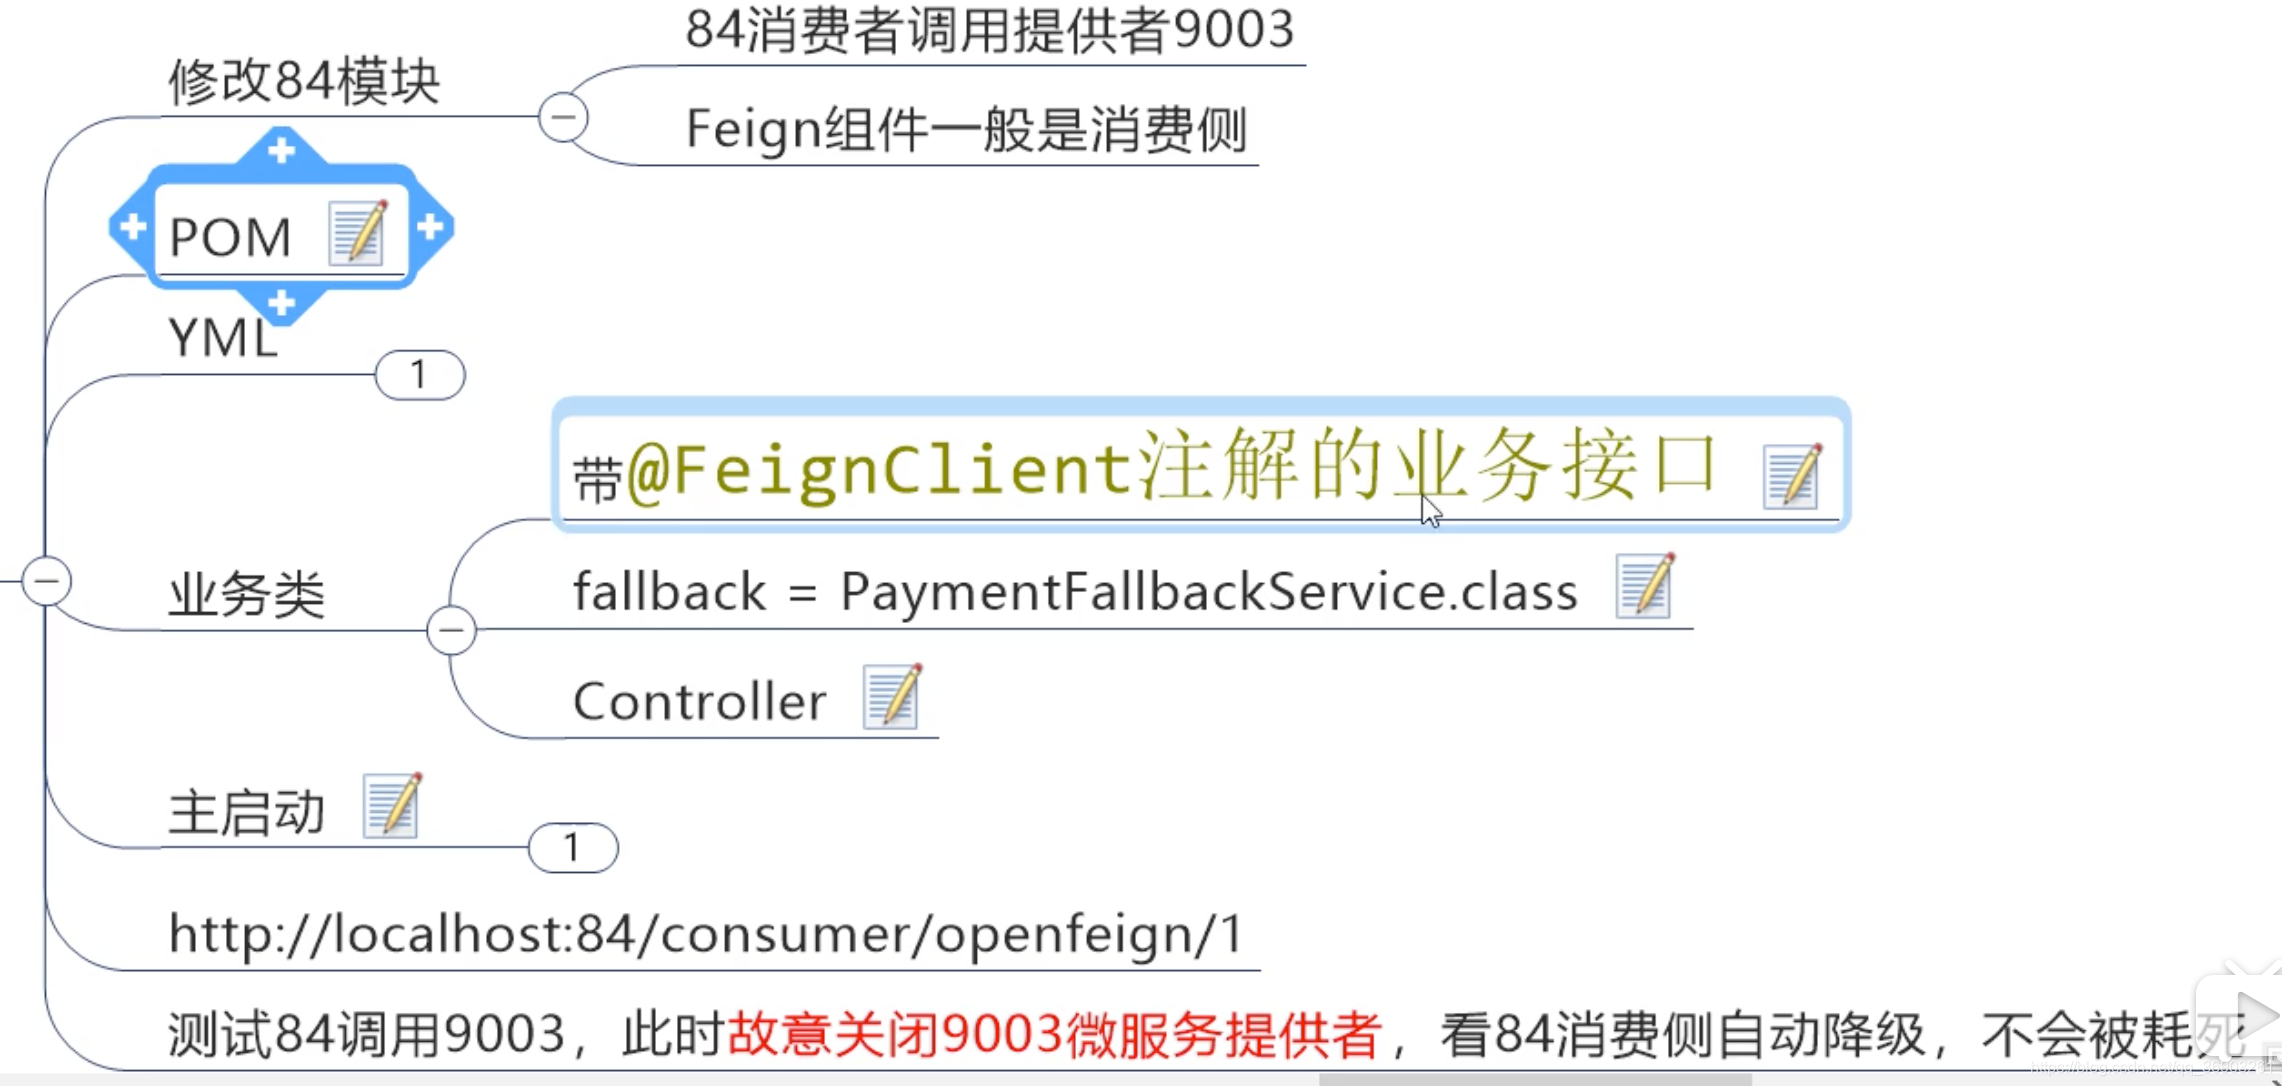 84消费者调用提供者9003
修改84模块
Feign组件一般是消费侧
POM
YML
1
带@FeignClient注解的业务接口
业务类
fallback = PaymentFallbackService.class
Controller
主启动
1
http://localhost:84/consumer/openfeign/1
测试84调用9003，此时故意关闭9003微服务提供者，看84消费侧自动降级，不会被耗死